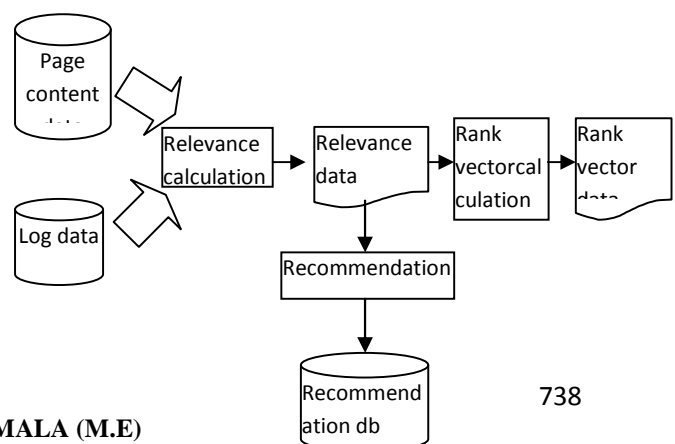 Page
content
Log data
Relevance
calculation
Relevance
data
Rank
vectorcal
culation
Rank
vector
Recommendation
Recommend
ation db
738
MALA (M.E)